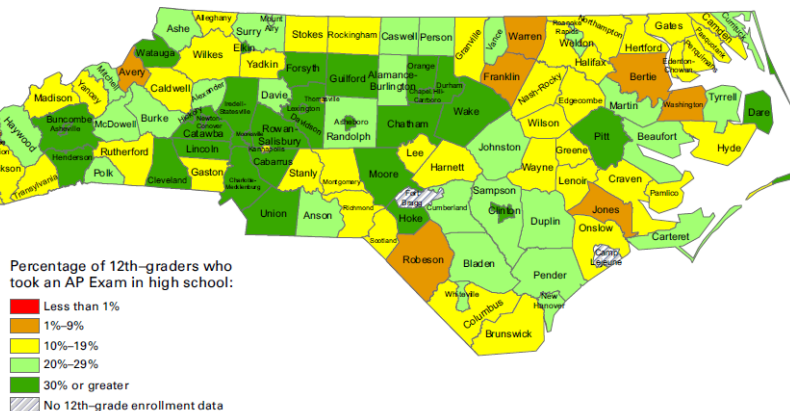 Ashe
Alleghany
Surry
Mount
Airy
Elkin
Stokes
Rockingham
Caswell
Person
Granville
Vance
Warren
Roanoke
Rapids
Northampton
Weldon
Halifax
Hertford
Gates
Camden
Currituck
Pasquotank
Perquimans
Edenton-
Chowan
Watauga
Wilkes
Yadkin
Forsyth
Guilford
Alamance-
Burlington
Orange
Chapel Hill-
Carrboro
Durham
Franklin
Nash-Rocky
Edgecombe
Bertie
Martin
Washington
Tyrrell
Dare
Avery
Mitchell
Yancey
Madison
Caldwell
Alexander
Iredell-
Statesville
Davie
Thomasville
Lexington
Davidson
Asheboro
Randolph
Chatham
Wake
Wilson
Pitt
Beaufort
Hyde
Haywood
Buncombe
Asheville
McDowell
Burke
Hickory
Newton-
Conover
Catawba
Mooresville
Rowan-
Salisbury
Kannapolis
Cabarrus
Lincoln
Lee
Harnett
Johnston
Wayne
Greene
Lenoir
Craven
Pamlico
kson
Transylvania
Henderson
Rutherford
Polk
Cleveland
Gaston
Charlotte-
Mecklenburg
Stanly
Montgomery
Moore
Fort
Bragg
Cumberland
Sampson
Clinton
Duplin
Jones
Onslow
Camp
Lejeune
Carteret
Union
Anson
Richmond
Scotland
Hoke
Robeson
Bladen
Pender
New
Hanover
Whiteville
Columbus
Brunswick
Percentage of 12th–graders who
took an AP Exam in high school:
Less than 1%
1%–9%
10%–19%
20%–29%
30% or greater
No 12th–grade enrollment data